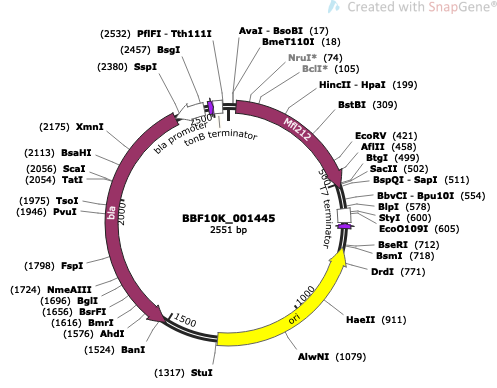 Created with SnapGene®
(2532) PflFI - Tth111I
(2457) BsgI
(2380) SspI
AvaI - BsoBI (17)
BmeT110I (18)
NruI* (74)
BclI* (105)
HincII - HpaI (199)
BstBI (309)
EcoRV (421)
AflII (458)
BtgI (499)
SacII (502)
BspQI - SapI (511)
BbvCI - Bpu10I (554)
BlpI (578)
StyI (600)
EcoO109I (605)
BseRI (712)
BsmI (718)
DrdI (771)
HaeII (911)
AlwNI (1079)
(1317) StuI
(1524) BanI
(1576) AhdI
(1616) BmrI
(1656) BsrFI
(1696) BglI
(1724) NmeAIII
(1798) FspI
(1946) PvuI
(1975) TsoI
(2054) TatI
(2056) ScaI
(2113) BsaHI
(2175) XmnI
bla promoter
tonB terminator
Mfl212
T7 terminator
ori
bla
500
1000
1500
2000
2500
BBF10K_001445
2551 bp